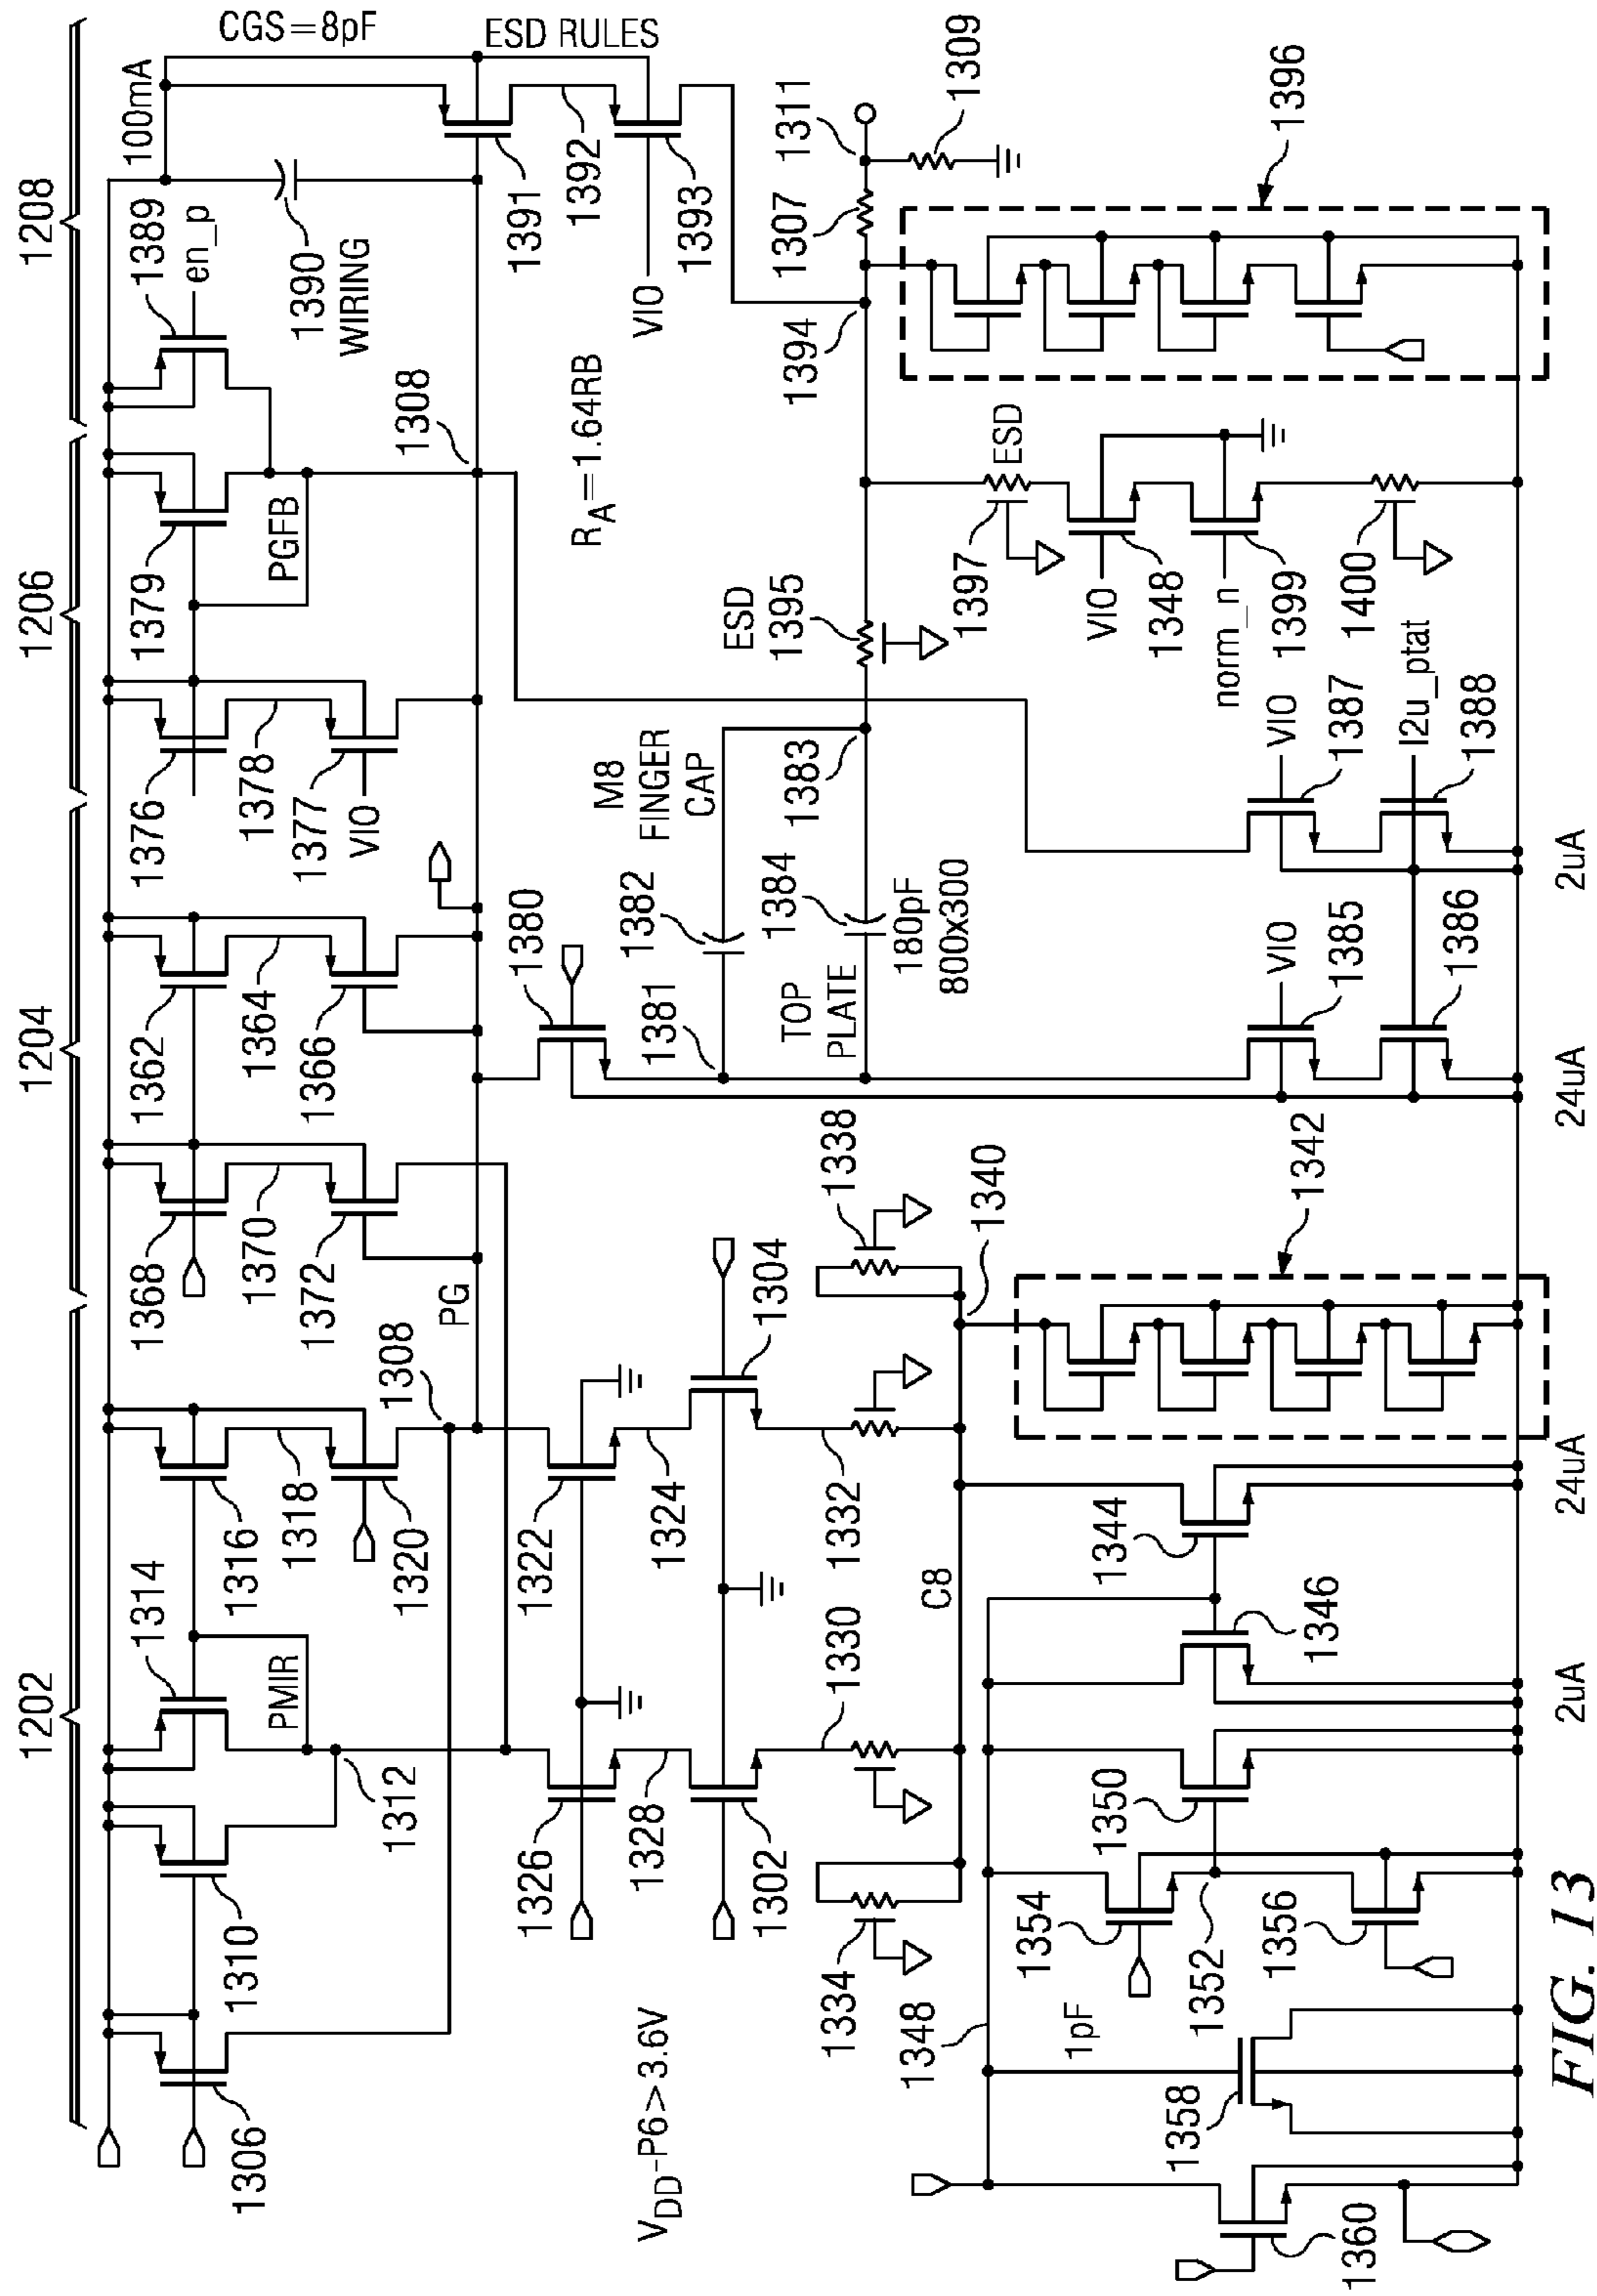 1202
1204
1206
1208
1306
1310
1312
1314
PMIR
1316
1318
1320
1308
PG
1368
1370
1372
1362
1364
1366
1376
1378
1377
VIO
1379
PGFB
1308
1389
en_p
1390
WIRING
100mA
CGS=8pF
ESD RULES
1391
1392
1393
VIO
RA=1.64RB
VDD-P6>3.6V
1326
1328
1302
1330
1322
1324
1304
1332
1334
1338
1340
C8
1380
1381
1382
M8
FINGER
CAP
1383
1384
TOP
PLATE
180pF
800x300
ESD
1395
1394
1307
1311
1309
1396
1397
ESD
VIO
1348
norm_n
1399
1400
1348
1pF
1360
1358
1352
1354
1356
1350
1346
1344
1342
VIO
1385
1386
VIO
1387
I2u_ptat
1388
2uA
24uA
24uA
2uA
FIG. 13